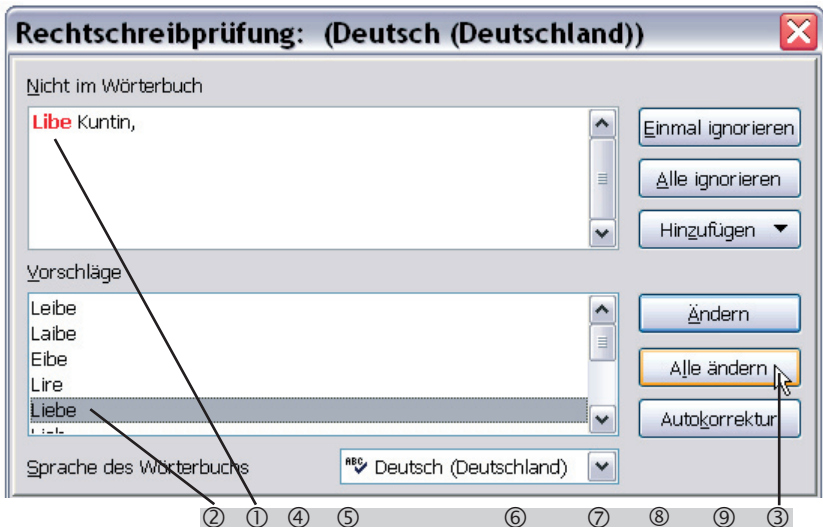 Rechtschreibprüfung: (Deutsch (Deutschland))
Nicht im Wörterbuch
Libe Kuntin,
Einmal ignorieren
Alle ignorieren
Hinzufügen
Vorschläge
Leibe
Laibe
Eibe
Lire
Liebe
Ändern
Alle ändern
Autokorrektur
Sprache des Wörterbuchs
ABC Deutsch (Deutschland)
② ① ④ ⑤ ⑥ ⑦ ⑧ ⑨ ③